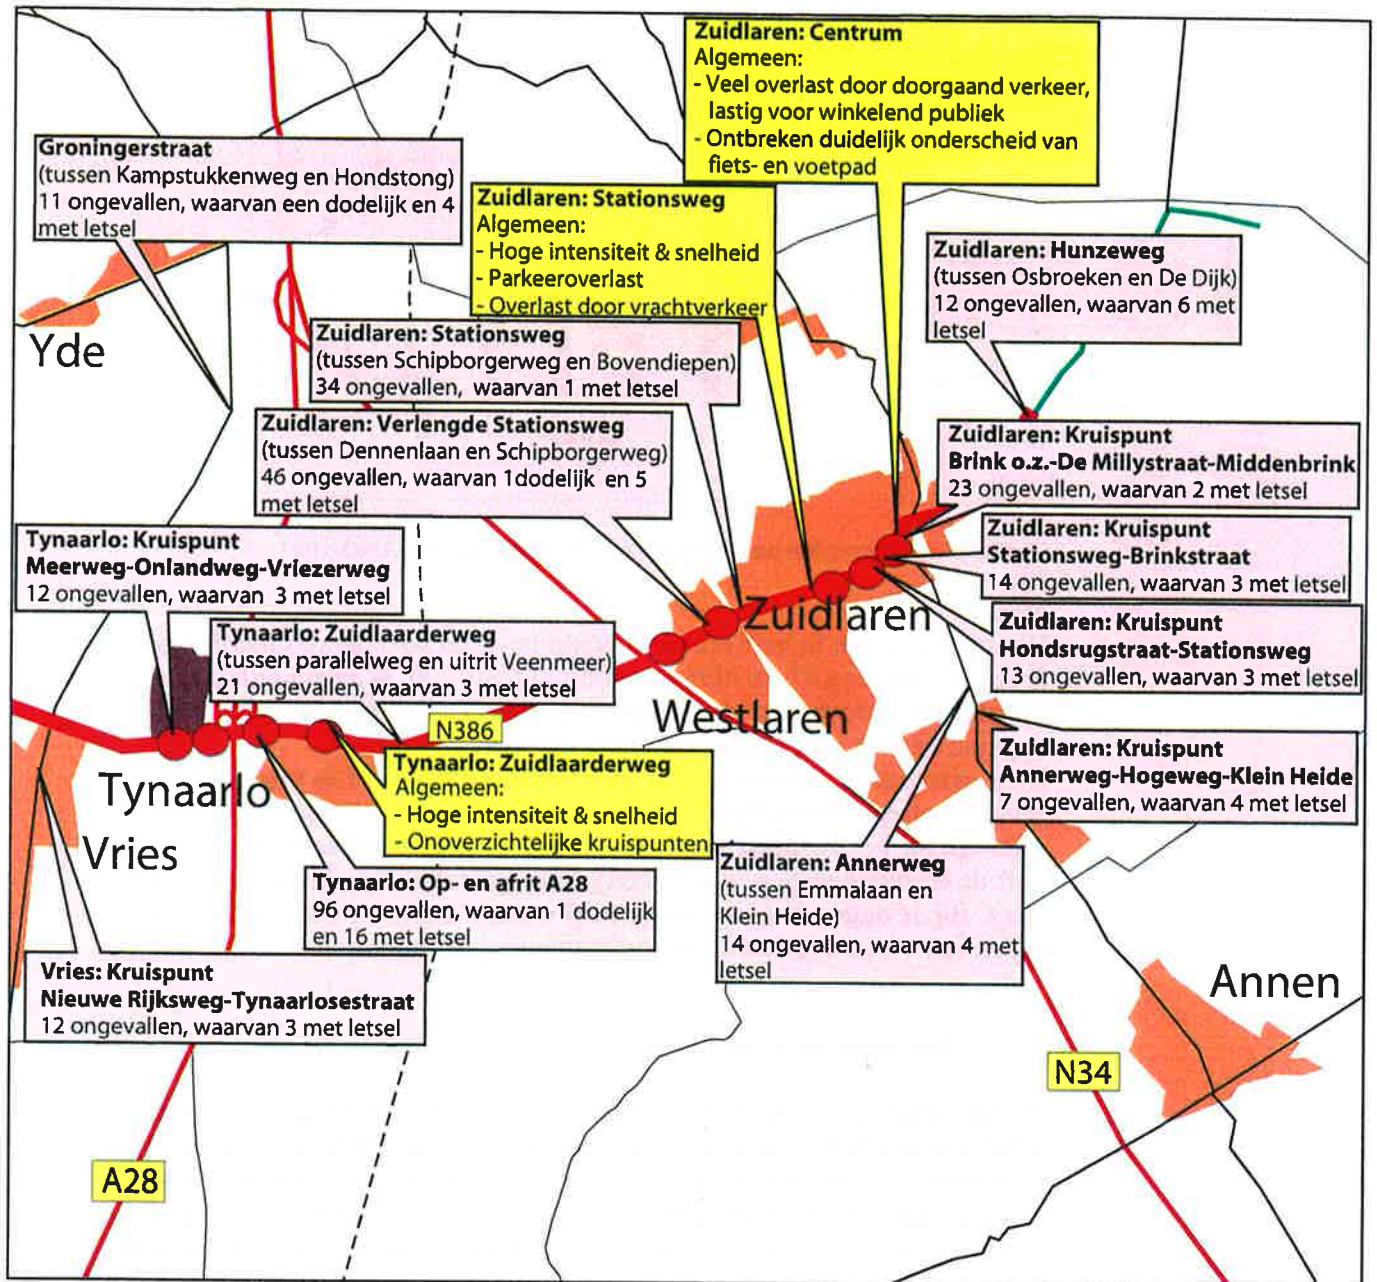 Zuidlaren: Centrum
Algemeen:
- Veel overlast door doorgaand verkeer,
lastig voor winkelend publiek
- Ontbreken duidelijk onderscheid van
fiets- en voetpad
Groningerstraat
(tussen Kampstukkenweg en Hondstong)
11 ongevallen, waarvan een dodelijk en 4
met letsel
Zuidlaren: Stationsweg
Algemeen:
- Hoge intensiteit & snelheid
- Parkeeroverlast
- Overlast door vrachtverkeer
Zuidlaren: Hunzeweg
(tussen Osbroeken en De Dijk)
12 ongevallen, waarvan 6 met
letsel
Yde
Zuidlaren: Stationsweg
(tussen Schipborgerweg en Bovendiepen)
34 ongevallen, waarvan 1 met letsel
Zuidlaren: Verlengde Stationsweg
(tussen Dennenlaan en Schipborgerweg)
46 ongevallen, waarvan 1dodelijk en 5
met letsel
Zuidlaren: Kruispunt
Brink o.z.-De Millystraat-Middenbrink
23 ongevallen, waarvan 2 met letsel
Tynaarlo: Kruispunt
Meerweg-Onlandweg-Vriezerweg
12 ongevallen, waarvan 3 met letsel
Zuidlaren: Kruispunt
Stationsweg-Brinkstraat
14 ongevallen, waarvan 3 met letsel
Zuidlaren
Zuidlaren: Kruispunt
Hondsrugstraat-Stationsweg
13 ongevallen, waarvan 3 met letsel
Tynaarlo: Zuidlaarderweg
(tussen parallelweg en uitrit Veenmeer)
21 ongevallen, waarvan 3 met letsel
Westlaren
N386
Zuidlaren: Kruispunt
Annerweg-Hogeweg-Klein Heide
7 ongevallen, waarvan 4 met letsel
Tynaarlo
Tynaarlo: Zuidlaarderweg
Algemeen:
- Hoge intensiteit & snelheid
- Onoverzichtelijke kruispunten
Vries
Zuidlaren: Annerweg
(tussen Emmalaan en
Klein Heide)
14 ongevallen, waarvan 4 met
letsel
Tynaarlo: Op- en afrit A28
96 ongevallen, waarvan 1 dodelijk
en 16 met letsel
Vries: Kruispunt
Nieuwe Rijksweg-Tynaarlosestraat
12 ongevallen, waarvan 3 met letsel
Annen
N34
A28